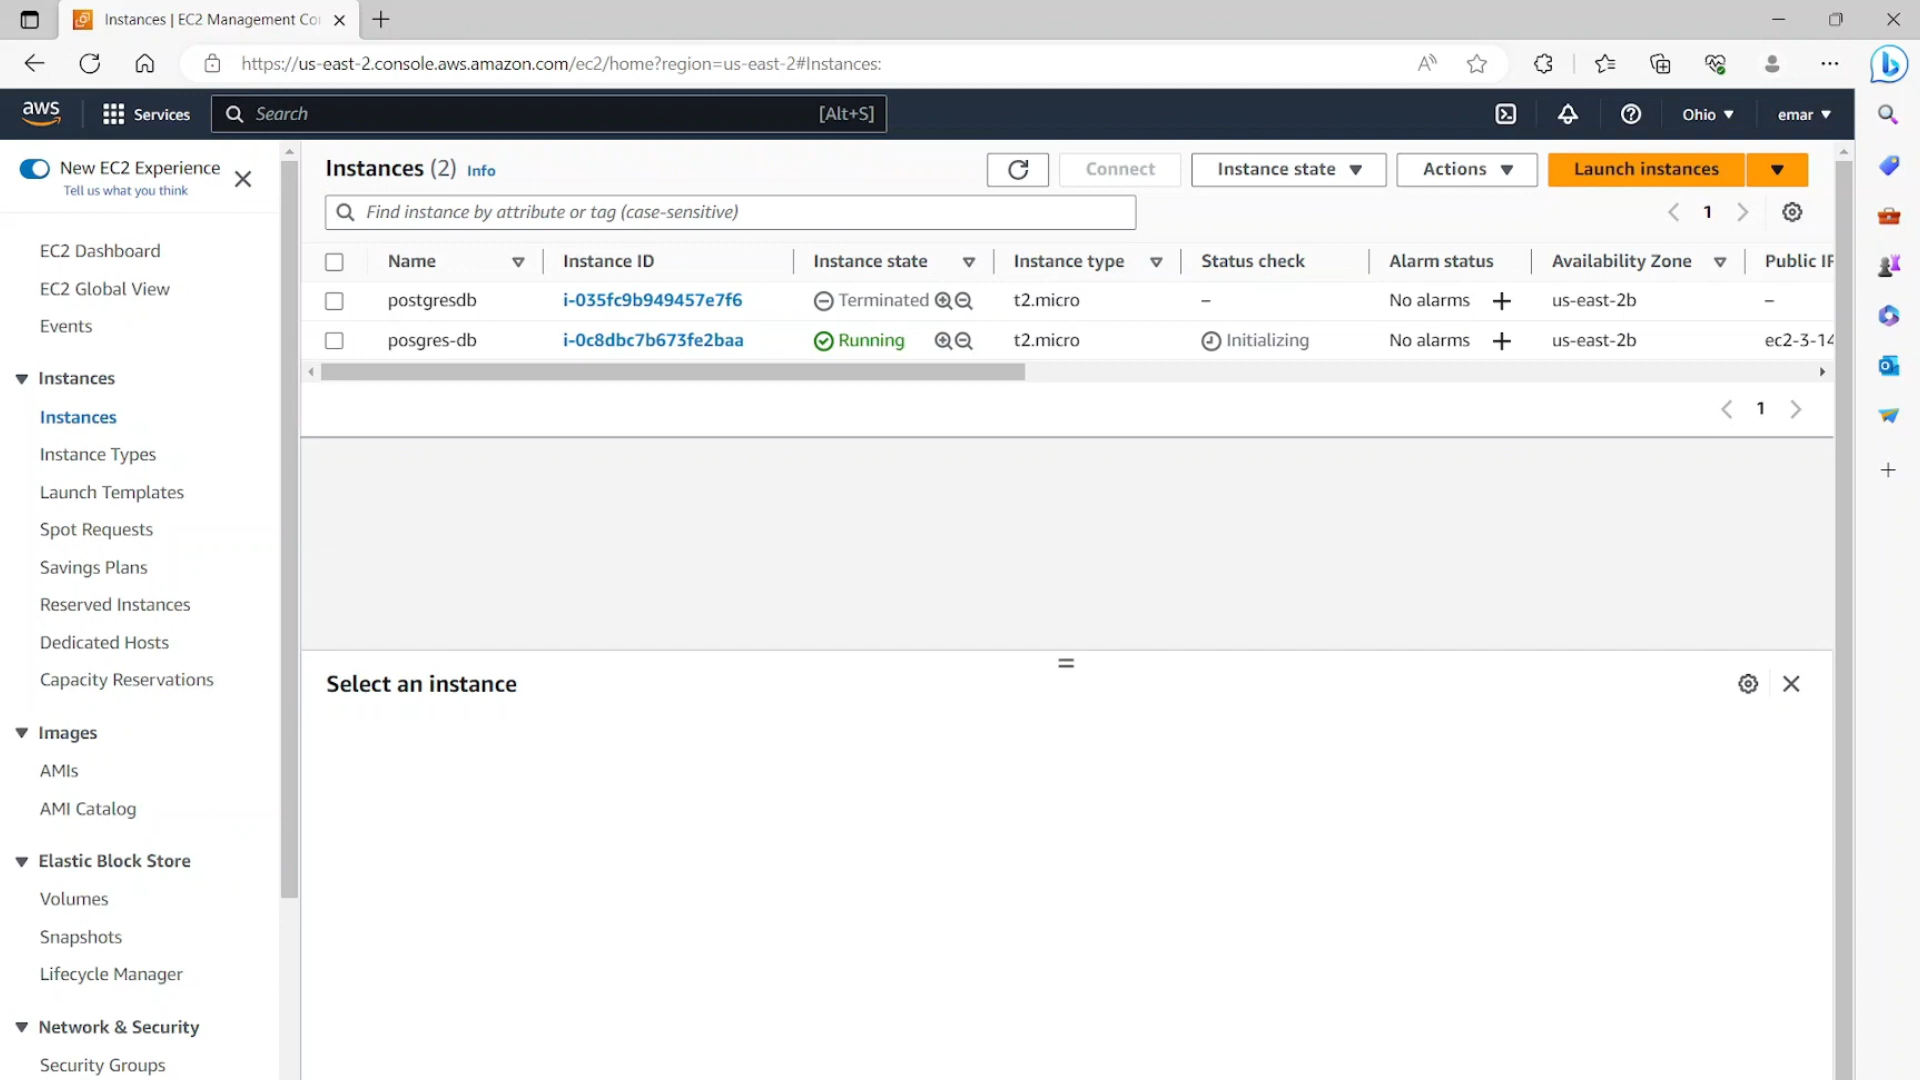 Instances | EC2 Management Co
https://us-east-2.console.aws.amazon.com/ec2/home?region=us-east-2#Instances:
aws Services Search [Alt+S] Ohio emar
New EC2 Experience
Tell us what you think
EC2 Dashboard
EC2 Global View
Events
Instances
Instances
Instance Types
Launch Templates
Spot Requests
Savings Plans
Reserved Instances
Dedicated Hosts
Capacity Reservations
Images
AMIs
AMI Catalog
Elastic Block Store
Volumes
Snapshots
Lifecycle Manager
Network & Security
Security Groups
Instances (2) Info Connect Instance state Actions Launch instances
Find instance by attribute or tag (case-sensitive) 1
Name Instance ID Instance state Instance type Status check Alarm status Availability Zone Public IP
postgresdb i-035fc9b949457e7f6 Terminated t2.micro – No alarms + us-east-2b –
posgres-db i-0c8dbc7b673fe2baa Running t2.micro Initializing No alarms + us-east-2b ec2-3-14
1
Select an instance